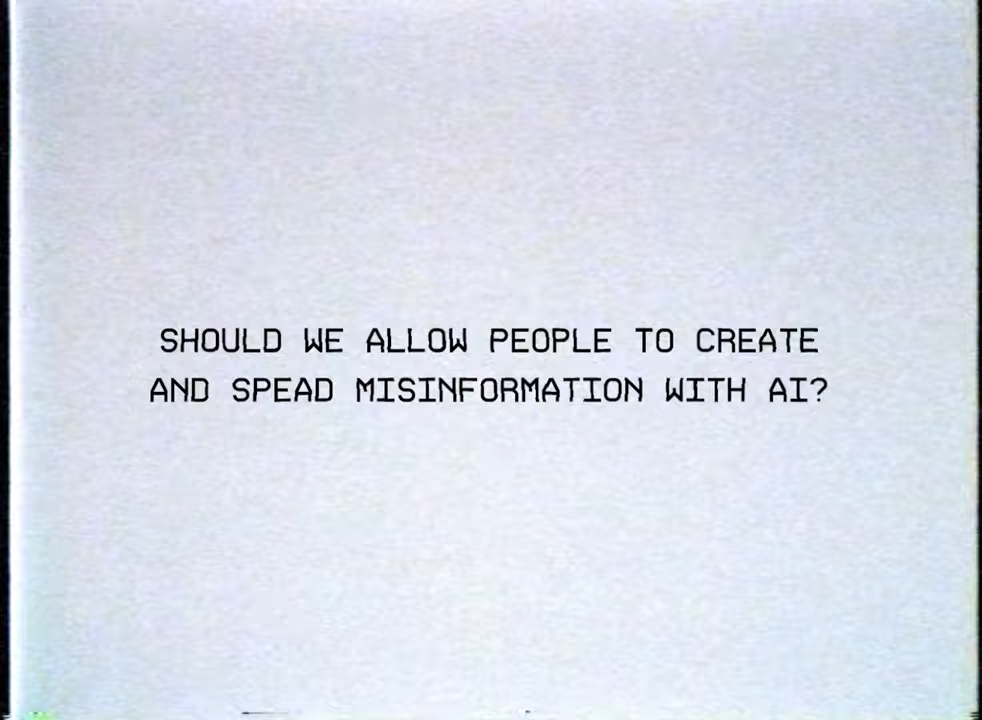 SHOULD WE ALLOW PEOPLE TO CREATE
AND SPEAD MISINFORMATION WITH AI?